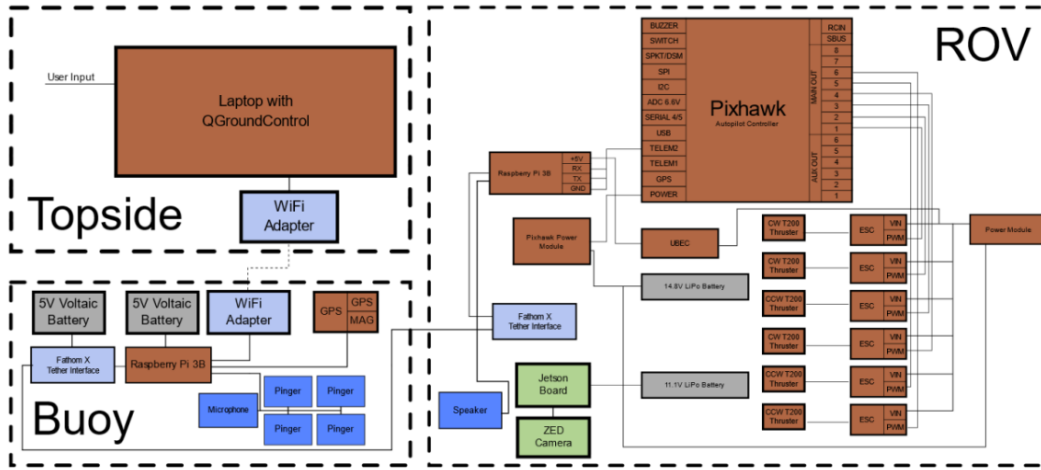 User Input
Laptop with
QGroundControl
WiFi
Adapter
Topside
5V Voltaic
Battery
5V Voltaic
Battery
WiFi
Adapter
GPS
GPS
MAG
Fathom X
Tether Interface
Raspberry Pi 3B
Microphone
Pinger
Pinger
Pinger
Pinger
Buoy
ROV
BUZZER
SWITCH
SPKT/DSM
SPI
I2C
ADC 6.6V
SERIAL 4/5
USB
TELEM2
TELEM1
GPS
POWER
Pixhawk
Autopilot Controller
MAIN OUT
AUX OUT
RCIN
SBUS
8
7
6
5
4
3
2
1
6
5
4
3
2
1
Raspberry Pi 3B
+5V
RX
TX
GND
Pixhawk Power
Module
UBEC
14.8V LiPo Battery
Fathom X
Tether Interface
Jetson
Board
11.1V LiPo Battery
Speaker
ZED
Camera
CW T200
Thruster
ESC
VIN
PWM
CW T200
Thruster
ESC
VIN
PWM
CCW T200
Thruster
ESC
VIN
PWM
CW T200
Thruster
ESC
VIN
PWM
CCW T200
Thruster
ESC
VIN
PWM
CCW T200
Thruster
ESC
VIN
PWM
Power Module